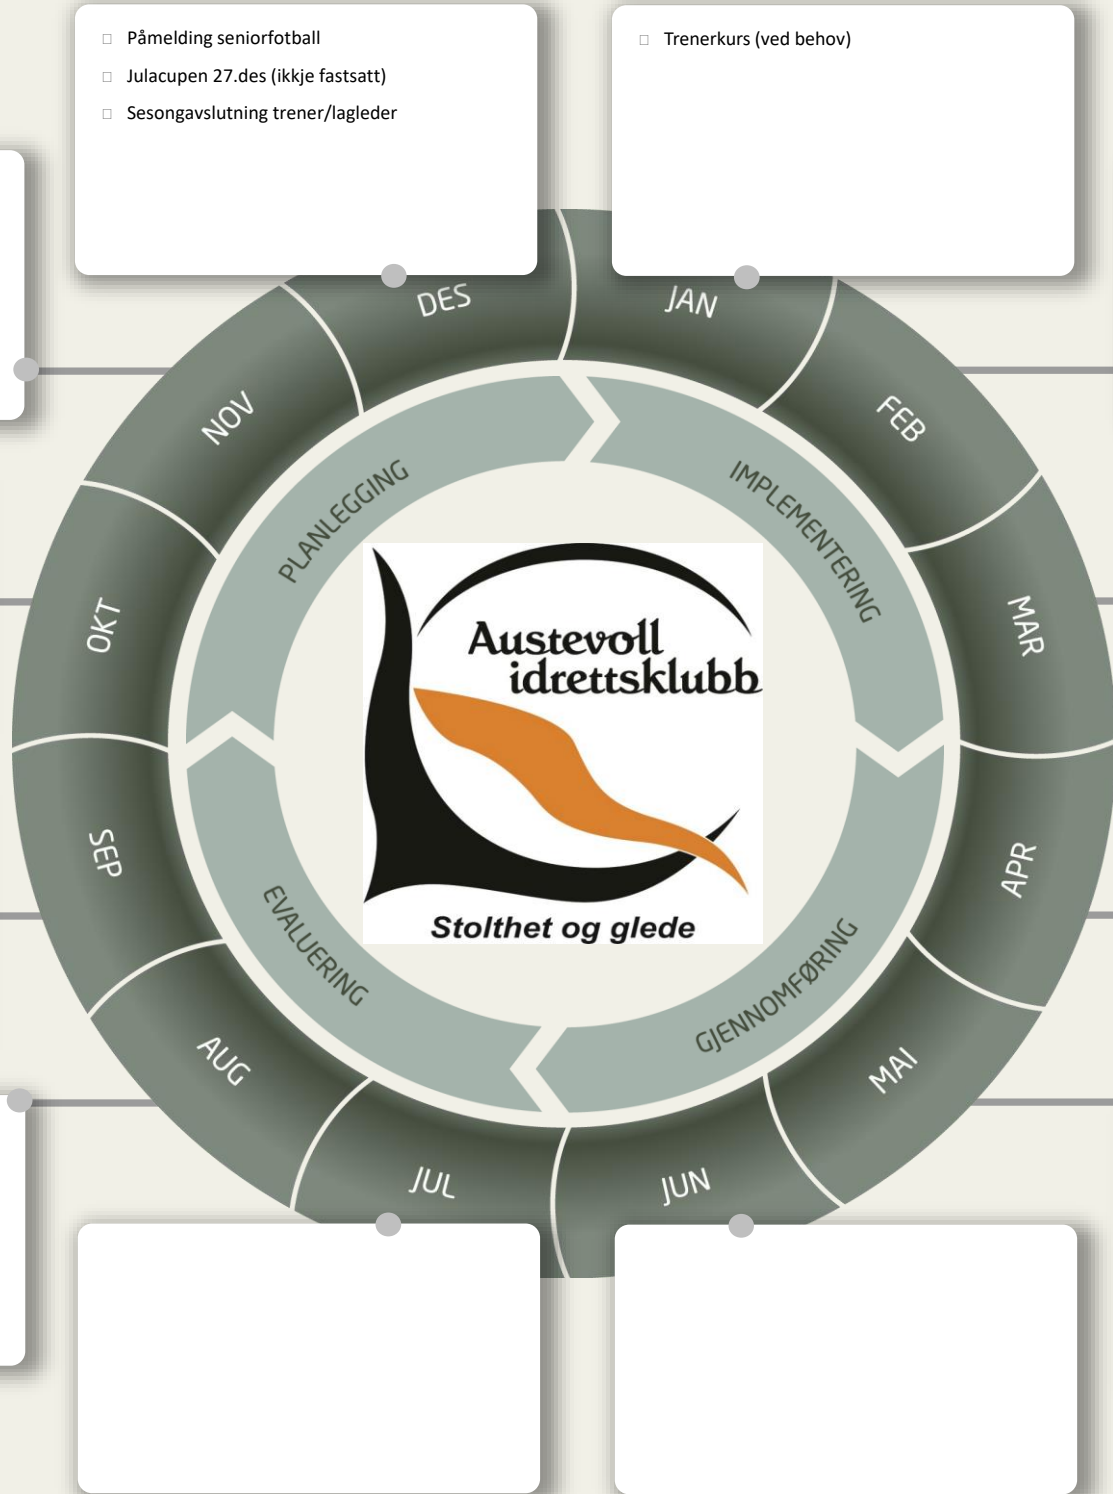 Påmelding seniorfotball
Julacupen 27.des (ikkje fastsatt)
Sesongavslutning trener/lagleder
Trenerkurs (ved behov)
DES
JAN
NOV
FEB
PLANLEGGING
IMPLEMENTERING
OKT
MAR
Austevoll
idrettsklubb
SEP
APR
EVALUERING
Stolthet og glede
GJENNOMFØRING
AUG
MAI
JUL
JUN